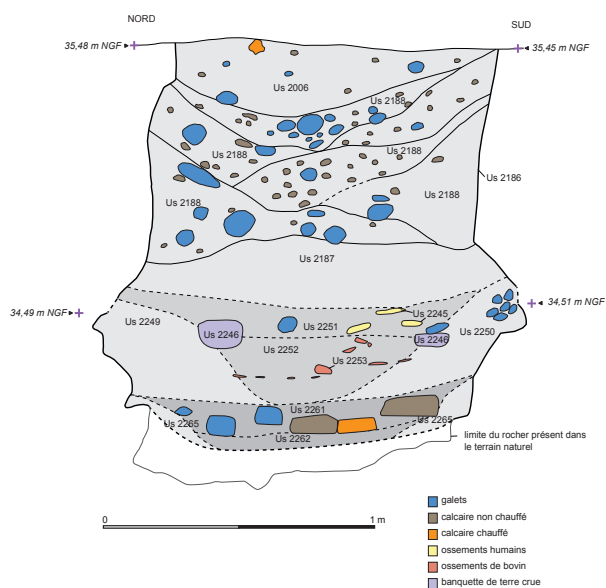 NORD
SUD
35,48 m NGF
35,45 m NGF
Us 2006
Us 2188
Us 2188
Us 2188
Us 2186
Us 2188
Us 2188
Us 2187
34,49 m NGF
34,51 m NGF
Us 2249
Us 2245
Us 2251
Us 2250
Us 2246
Us 2246
Us 2252
Us 2253
Us 2261
Us 2265
Us 2265
Us 2262
limite du rocher présent dans
le terrain naturel
0
1 m
galets
calcaire non chauffé
calcaire chauffé
ossements humains
ossements de bovin
banquette de terre crue